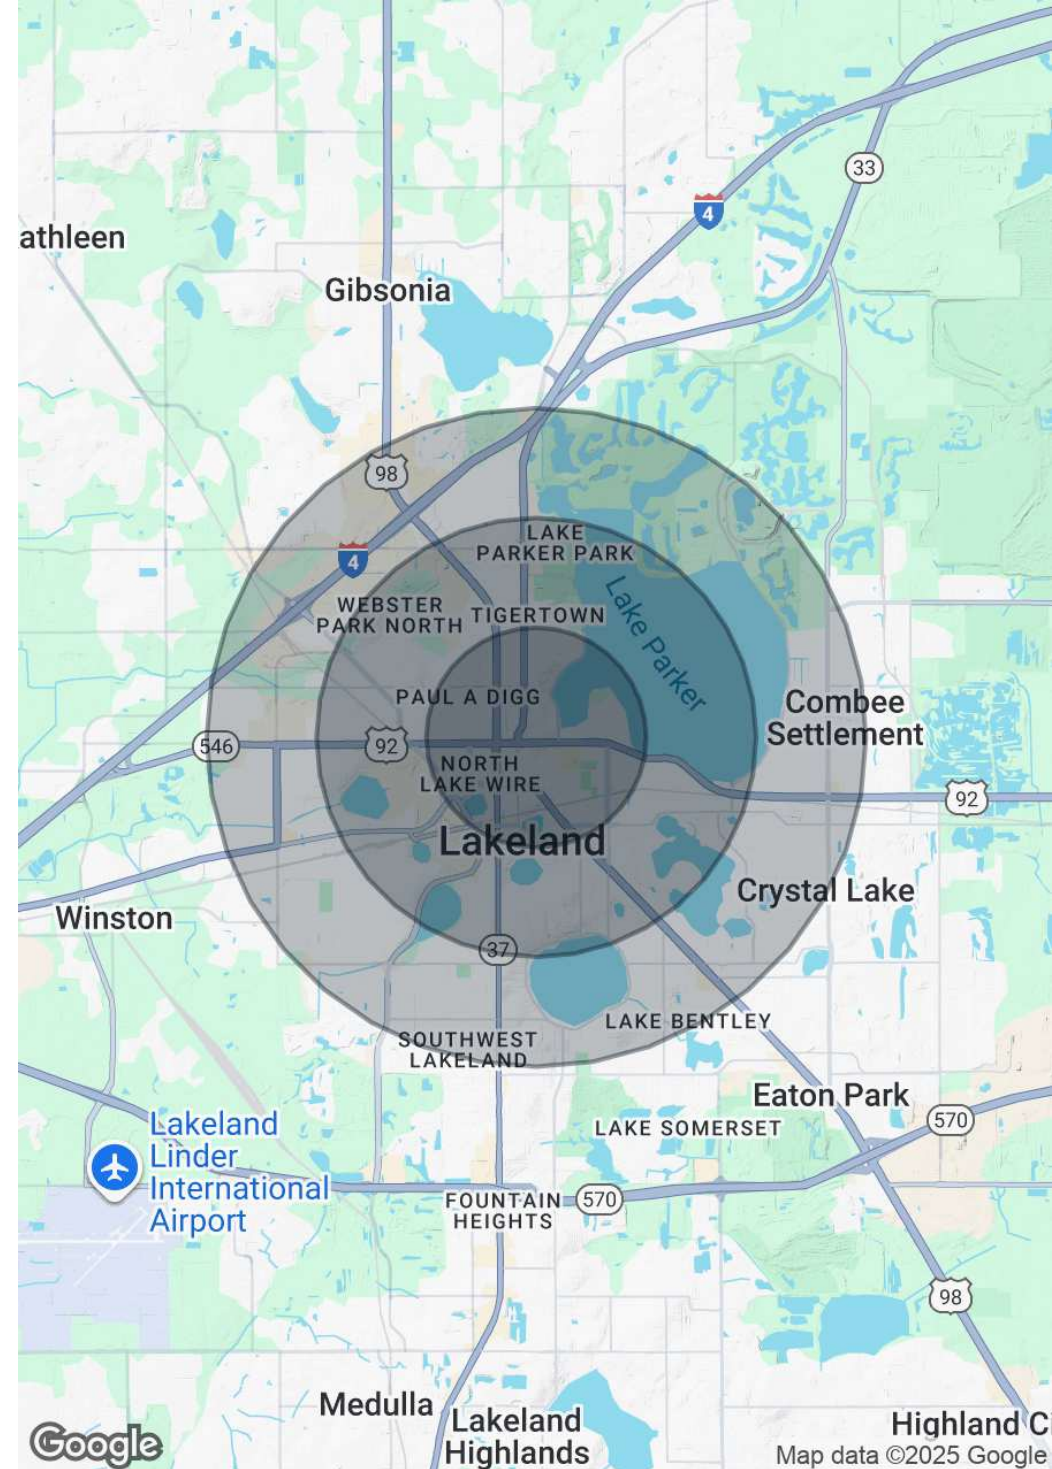 33
4
athleen
Gibsonia
98
LAKE
PARKER PARK
4
WEBSTER
PARK NORTH
TIGERTOWN
Lake Parker
PAUL A DIGG
Combee
Settlement
546
92
NORTH
LAKE WIRE
92
Lakeland
Crystal Lake
Winston
37
LAKE BENTLEY
SOUTHWEST
LAKELAND
Eaton Park
570
Lakeland
Linder
International
Airport
LAKE SOMERSET
FOUNTAIN
HEIGHTS
570
98
Medulla
Lakeland
Highlands
Highland C
Google
Map data ©2025 Google